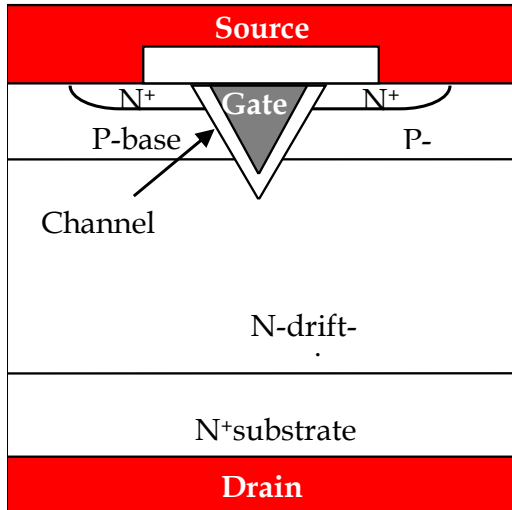 Source
N⁺ Gate N⁺
P-base P-
Channel
N-drift-
.
N⁺substrate
Drain